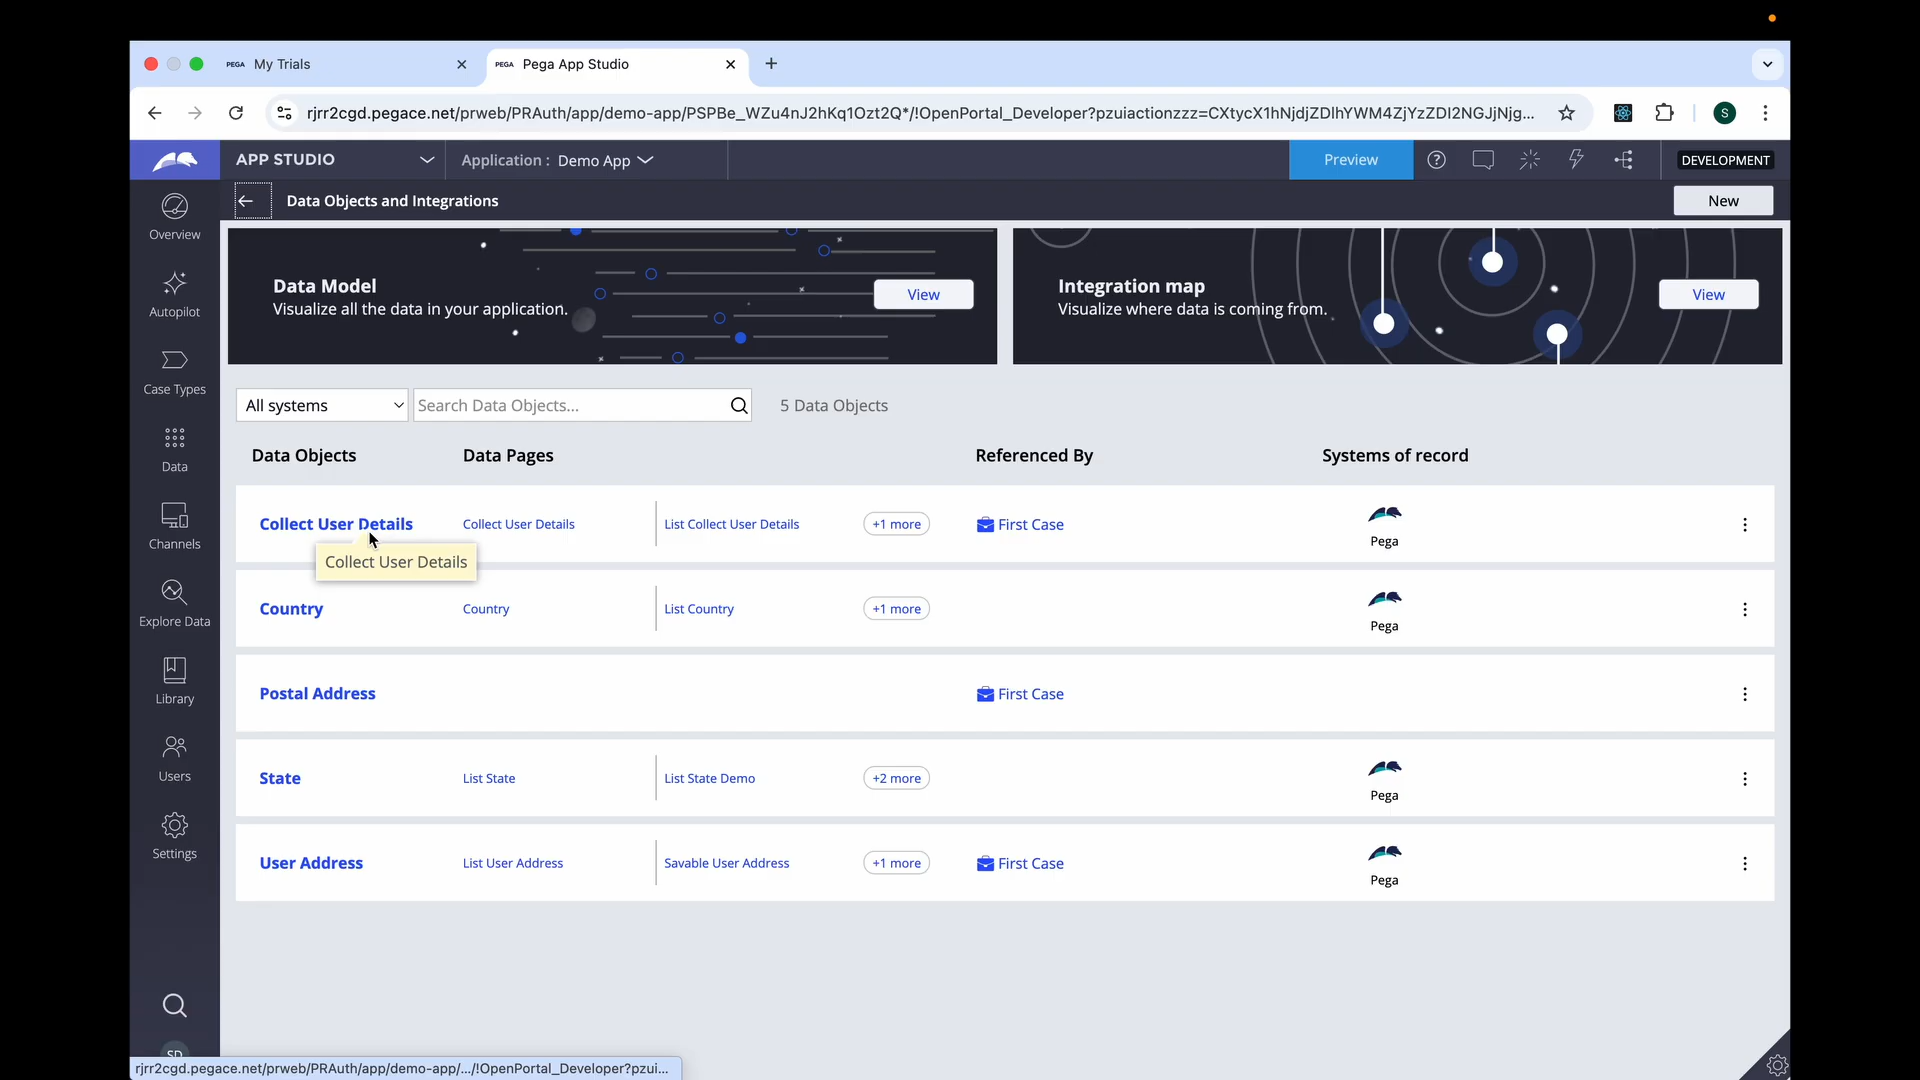 PEGA My Trials
PEGA Pega App Studio
rjrr2cgd.pegace.net/prweb/PRAuth/app/demo-app/PSPBe_WZu4nJ2hKq1Ozt2Q*/!OpenPortal_Developer?pzuiactionzzz=CXtycX1hNjdjZDlhYWM4ZjYzZDI2NGJjNjg...
S
APP STUDIO
Application : Demo App
Preview
DEVELOPMENT
Data Objects and Integrations
New
Overview
Autopilot
Case Types
Data
Channels
Explore Data
Library
Users
Settings
SD
Data Model
Visualize all the data in your application.
View
Integration map
Visualize where data is coming from.
View
All systems
Search Data Objects...
5 Data Objects
Data Objects Data Pages Referenced By Systems of record
Collect User Details Collect User Details List Collect User Details +1 more First Case Pega
Collect User Details
Country Country List Country +1 more Pega
Postal Address First Case
State List State List State Demo +2 more Pega
User Address List User Address Savable User Address +1 more First Case Pega
rjrr2cgd.pegace.net/prweb/PRAuth/app/demo-app/.../!OpenPortal_Developer?pzui...